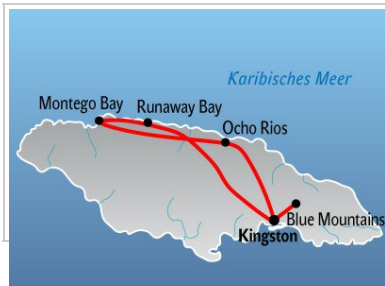 Karibisches Meer
Montego Bay
Runaway Bay
Ocho Rios
Blue Mountains
Kingston